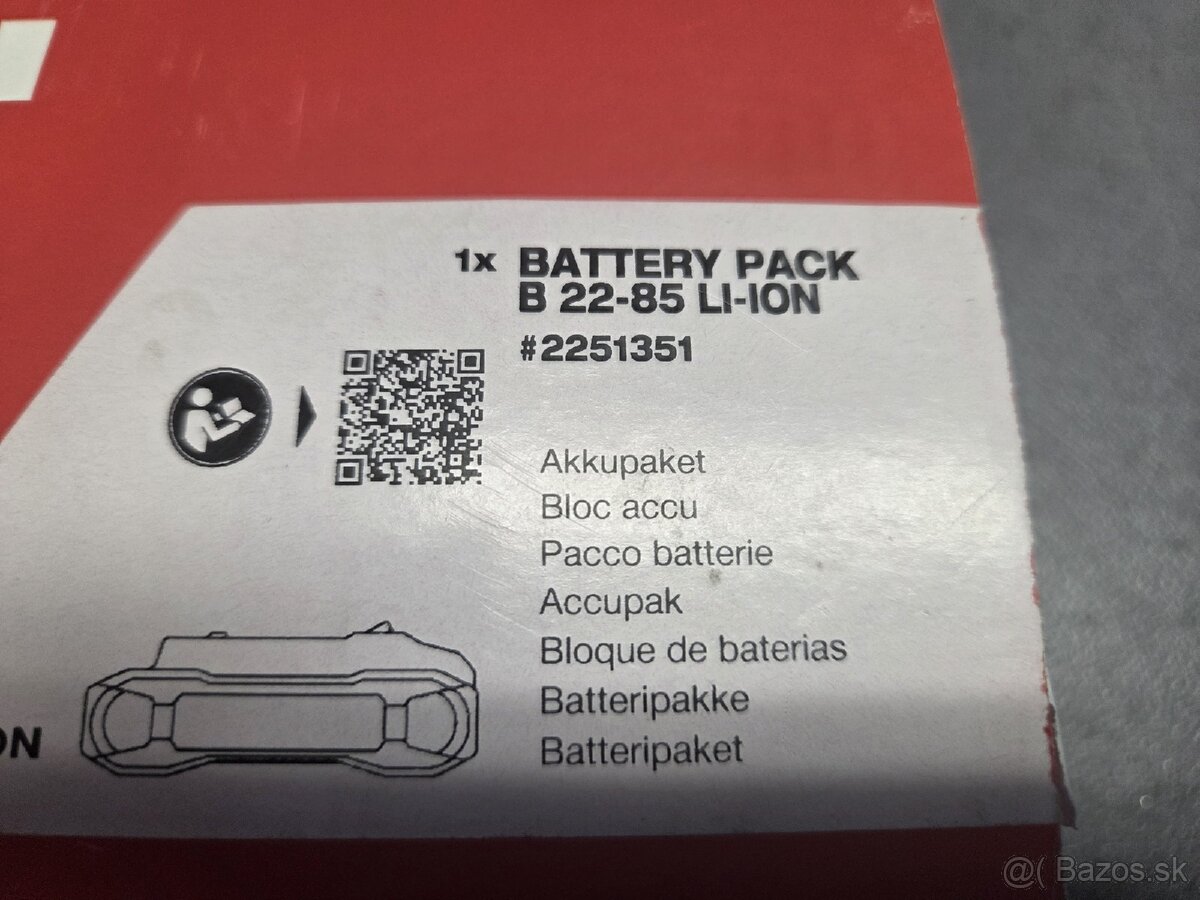 1x BATTERY PACK
B 22-85 LI-ION
#2251351
Akkupaket
Bloc accu
Pacco batterie
Accupak
Bloque de baterias
Batteripakke
Batteripaket
ON
@( Bazos.sk